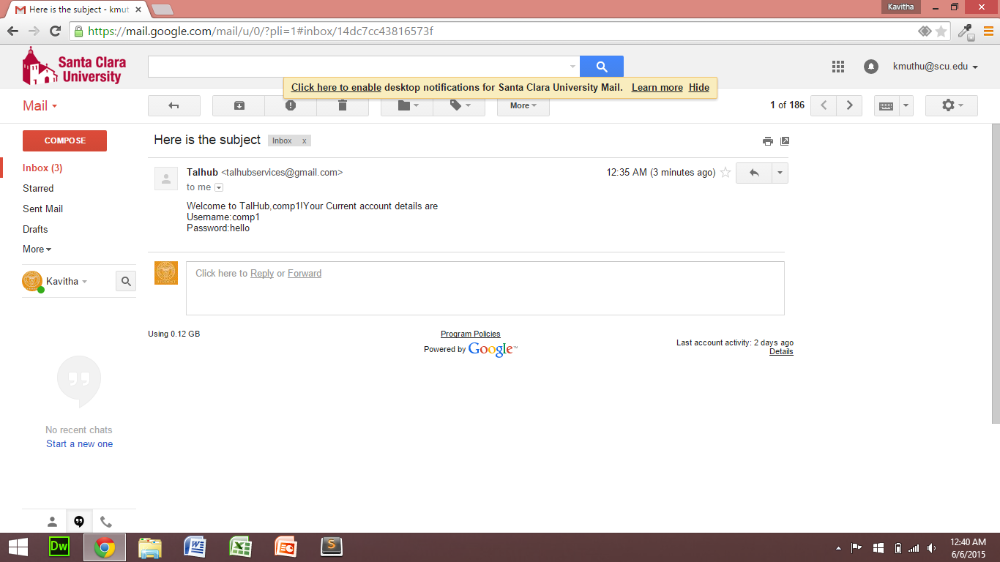 Here is the subject - kmut
Kavitha
https://mail.google.com/mail/u/0/?pli=1#inbox/14dc7cc43816573f
Santa Clara
University
kmuthu@scu.edu
Click here to enable desktop notifications for Santa Clara University Mail. Learn more Hide
Mail
More
1 of 186
COMPOSE
Here is the subject
Inbox x
Inbox (3)
Talhub <talhubservices@gmail.com>
12:35 AM (3 minutes ago)
to me
Starred
Welcome to TalHub,comp1!Your Current account details are
Sent Mail
Username:comp1
Password:hello
Drafts
More
Click here to Reply or Forward
Kavitha
STUDENT
Using 0.12 GB
Program Policies
Powered by Google™
Last account activity: 2 days ago
Details
No recent chats
Start a new one
Dw
W
X
P
S
12:40 AM
6/6/2015